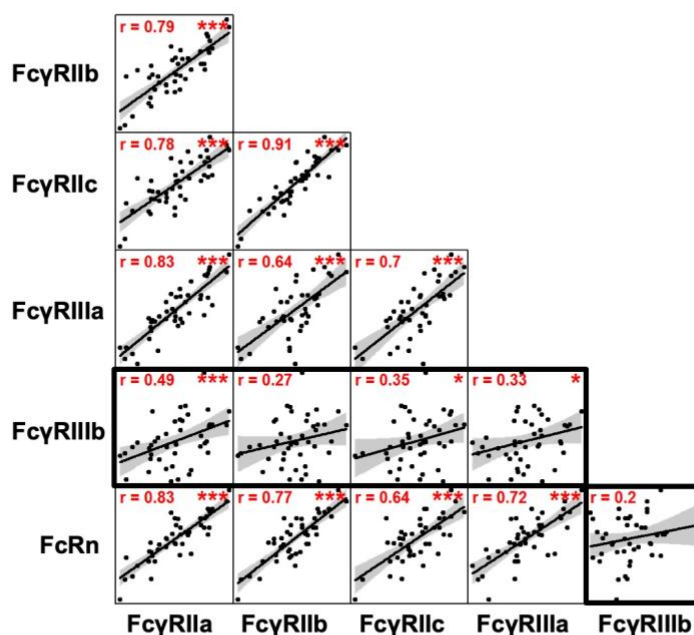 r = 0.79 ***
FcγRIIb
r = 0.78 *** r = 0.91 ***
FcγRIIc
r = 0.83 *** r = 0.64 *** r = 0.7 ***
FcγRIIIa
r = 0.49 *** r = 0.27 r = 0.35 * r = 0.33 *
FcγRIIIb
r = 0.83 *** r = 0.77 *** r = 0.64 *** r = 0.72 *** r = 0.2
FcRn
FcγRIIa FcγRIIb FcγRIIc FcγRIIIa FcγRIIIb